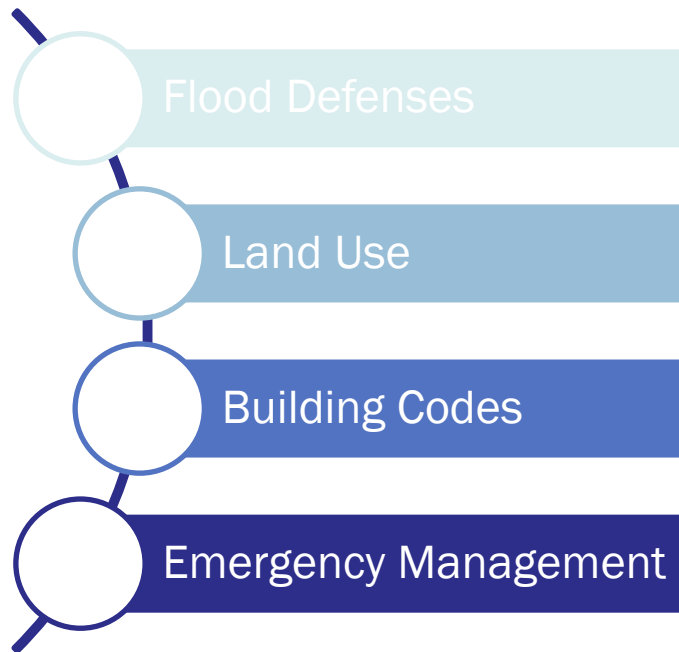 Flood Defenses
Land Use
Building Codes
Emergency Management